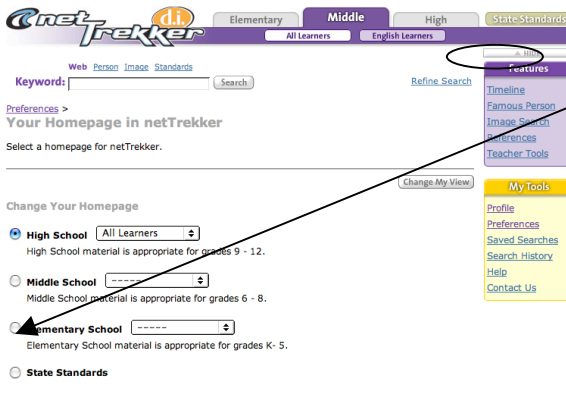 net Trekker d.i.
Elementary Middle High State Standards
All Learners English Learners
Web Person Image Standards
Keyword: Search Refine Search
Preferences >
Your Homepage in netTrekker
Select a homepage for netTrekker.
Change My View
Change Your Homepage
High School All Learners
High School material is appropriate for grades 9 - 12.
Middle School -----
Middle School material is appropriate for grades 6 - 8.
Elementary School -----
Elementary School material is appropriate for grades K- 5.
State Standards
Features
Timeline
Famous Person
Image Search
References
Teacher Tools
My Tools
Profile
Preferences
Saved Searches
Search History
Help
Contact Us